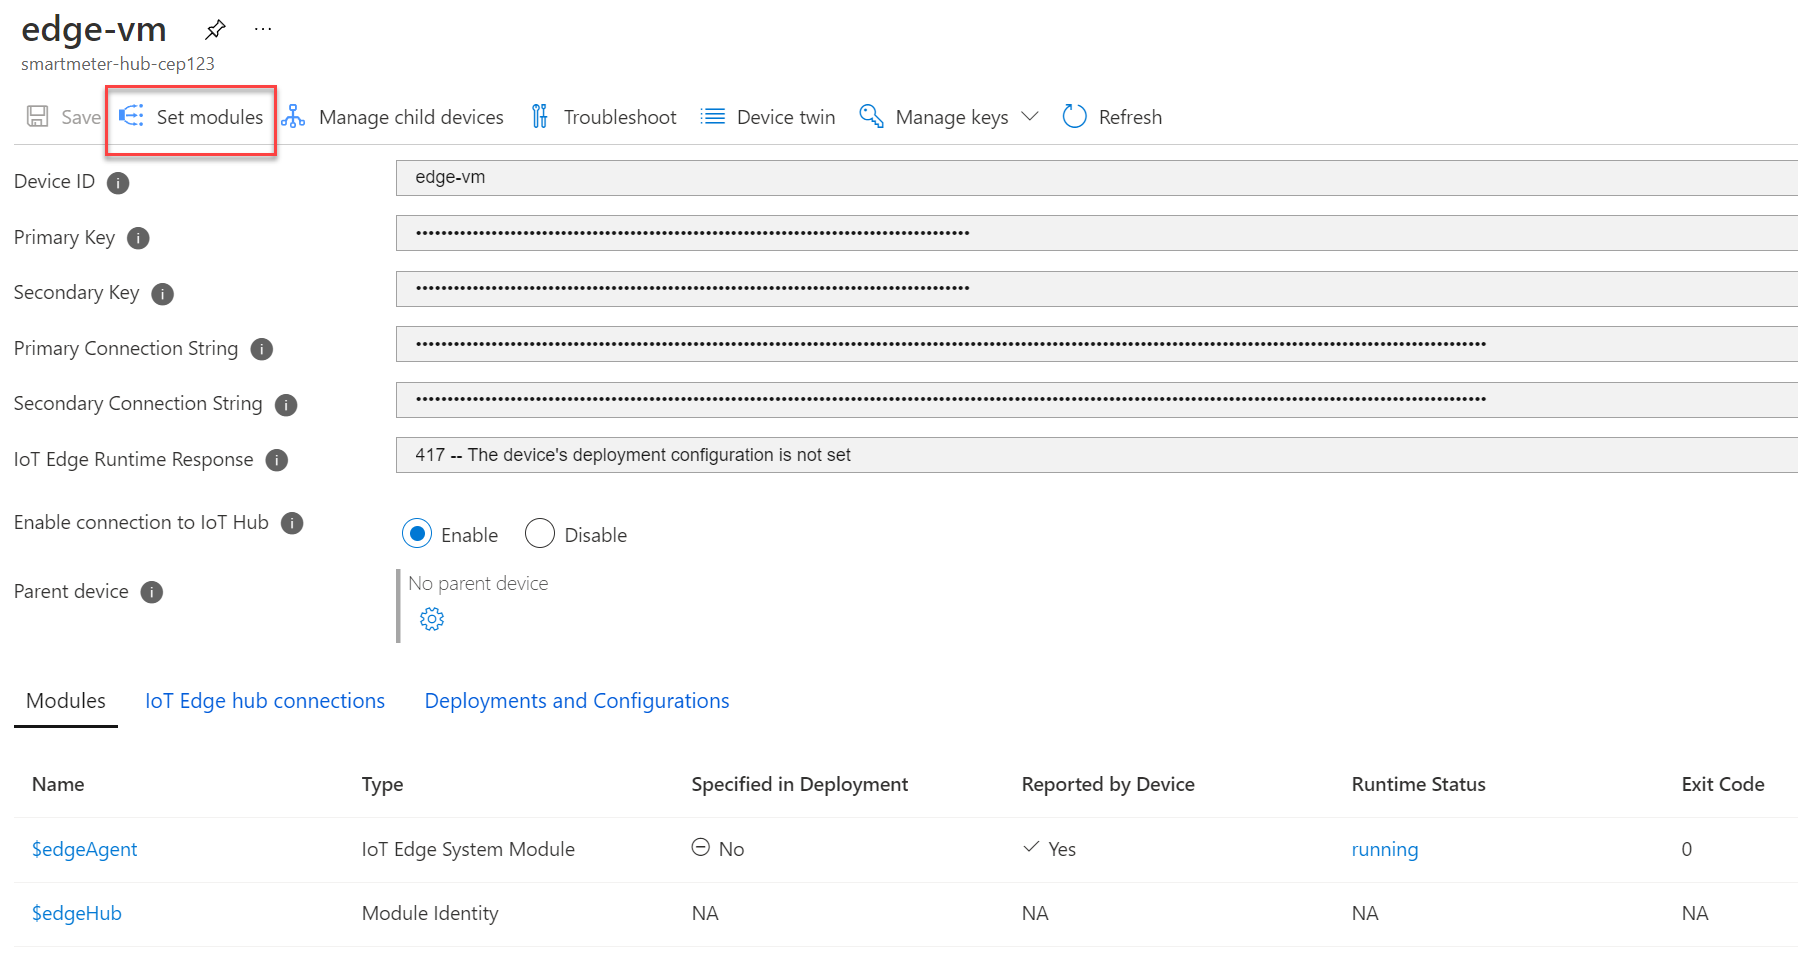 edge-vm
smartmeter-hub-cep123
Save Set modules Manage child devices Troubleshoot Device twin Manage keys Refresh
Device ID edge-vm
Primary Key ••••••••••••••••••••••••••••••••••••••••••••••••••••••••••••••••••••••••••••••••••••••••
Secondary Key ••••••••••••••••••••••••••••••••••••••••••••••••••••••••••••••••••••••••••••••••••••••••
Primary Connection String
Secondary Connection String
IoT Edge Runtime Response 417 -- The device's deployment configuration is not set
Enable connection to IoT Hub Enable Disable
Parent device No parent device
Modules IoT Edge hub connections Deployments and Configurations
Name Type Specified in Deployment Reported by Device Runtime Status Exit Code
$edgeAgent IoT Edge System Module No Yes running 0
$edgeHub Module Identity NA NA NA NA